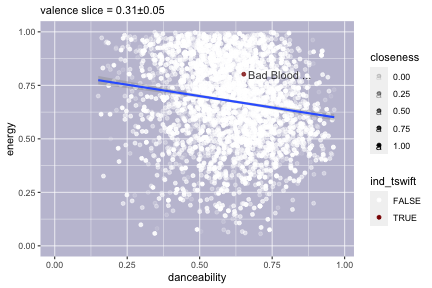 valence slice = 0.31±0.05
1.00
0.75
0.50
0.25
0.00
energy
Bad Blood ...
0.00
0.25
0.50
0.75
1.00
danceability
closeness
0.00
0.25
0.50
0.75
1.00
ind_tswift
FALSE
TRUE